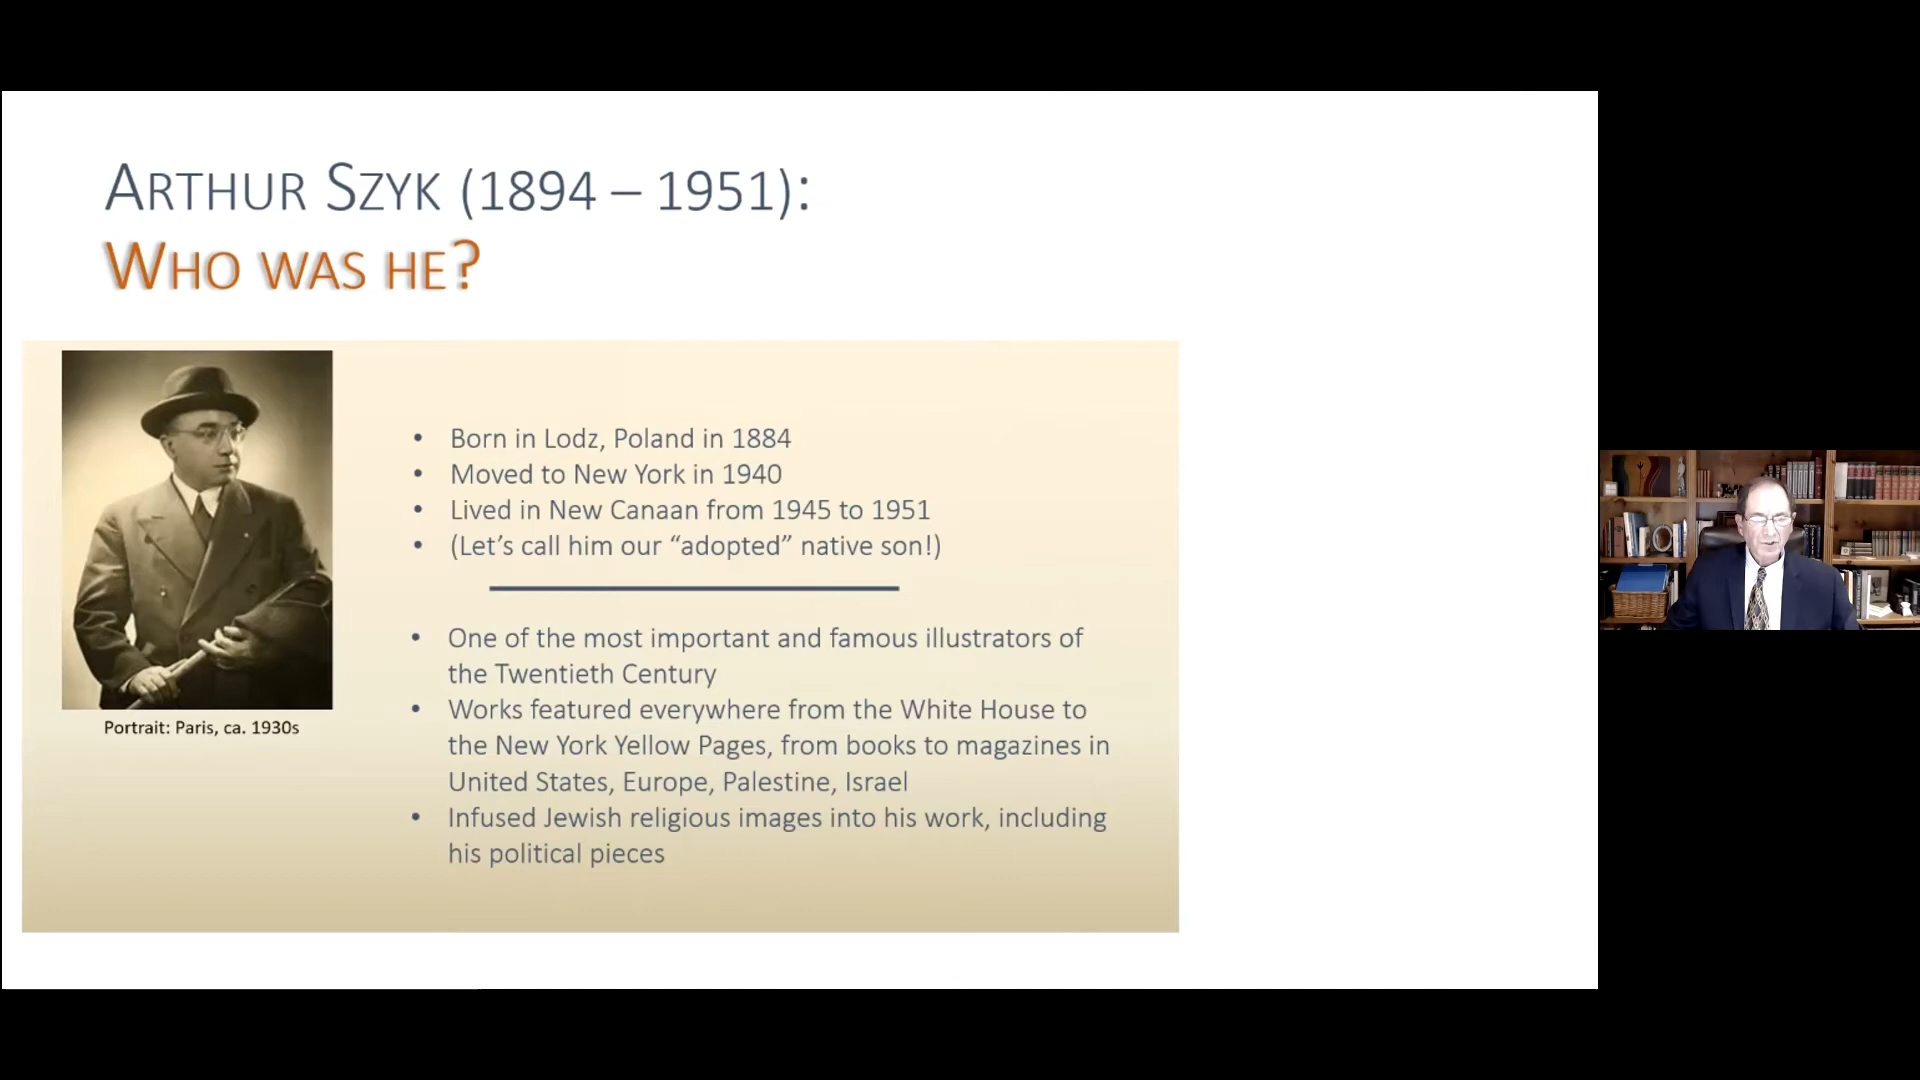 ARTHUR SZYK (1894 – 1951):
WHO WAS HE?
Portrait: Paris, ca. 1930s
• Born in Lodz, Poland in 1884
• Moved to New York in 1940
• Lived in New Canaan from 1945 to 1951
• (Let’s call him our “adopted” native son!)
• One of the most important and famous illustrators of
the Twentieth Century
• Works featured everywhere from the White House to
the New York Yellow Pages, from books to magazines in
United States, Europe, Palestine, Israel
• Infused Jewish religious images into his work, including
his political pieces